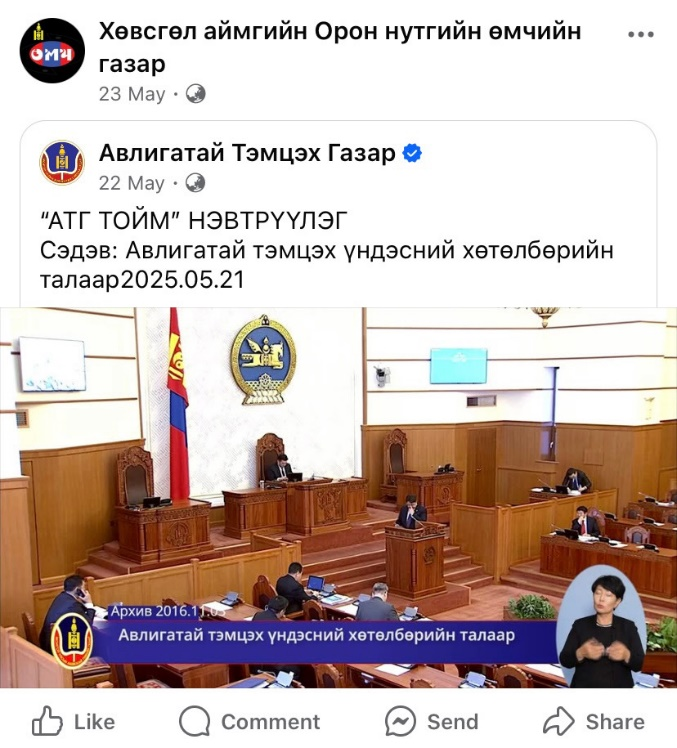 ӨМЧ
Хөвсгөл аймгийн Орон нутгийн өмчийн
газар
23 May ·
Авлигатай Тэмцэх Газар
22 May ·
“АТГ ТОЙМ” НЭВТРҮҮЛЭГ
Сэдэв: Авлигатай тэмцэх үндэсний хөтөлбөрийн
талаар2025.05.21
Архив 2016.11.0
Авлигатай тэмцэх үндэсний хөтөлбөрийн талаар
Like
Comment
Send
Share